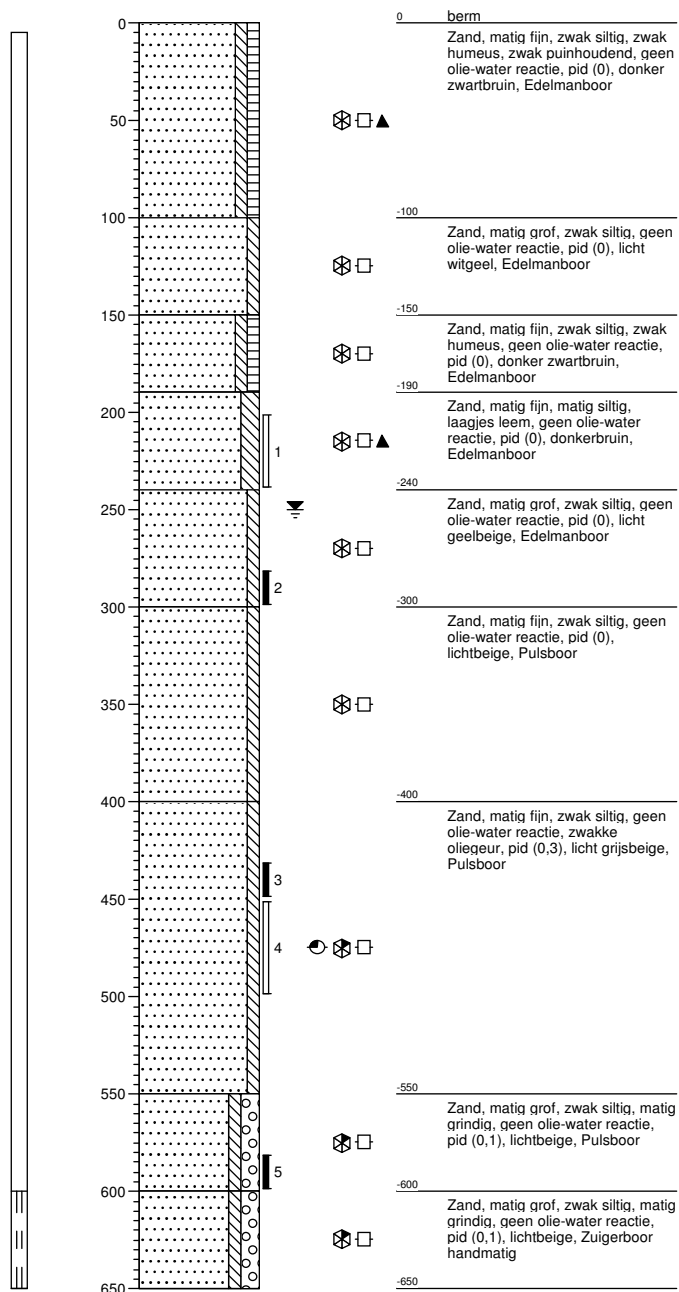 0
berm
0
Zand, matig fijn, zwak siltig, zwak
humeus, zwak puinhoudend, geen
olie-water reactie, pid (0), donker
zwartbruin, Edelmanboor
50
100
-100
Zand, matig grof, zwak siltig, geen
olie-water reactie, pid (0), licht
witgeel, Edelmanboor
150
-150
Zand, matig fijn, zwak siltig, zwak
humeus, geen olie-water reactie,
pid (0), donker zwartbruin,
Edelmanboor
-190
Zand, matig fijn, matig siltig,
laagjes leem, geen olie-water
reactie, pid (0), donkerbruin,
Edelmanboor
200
1
-240
250
Zand, matig grof, zwak siltig, geen
olie-water reactie, pid (0), licht
geelbeige, Edelmanboor
2
300
-300
Zand, matig fijn, zwak siltig, geen
olie-water reactie, pid (0),
lichtbeige, Pulsboor
350
400
-400
Zand, matig fijn, zwak siltig, geen
olie-water reactie, zwakke
oliegeur, pid (0,3), licht grijsbeige,
Pulsboor
3
450
4
500
550
-550
Zand, matig grof, zwak siltig, matig
grindig, geen olie-water reactie,
pid (0,1), lichtbeige, Pulsboor
5
600
-600
Zand, matig grof, zwak siltig, matig
grindig, geen olie-water reactie,
pid (0,1), lichtbeige, Zuigerboor
handmatig
650
-650